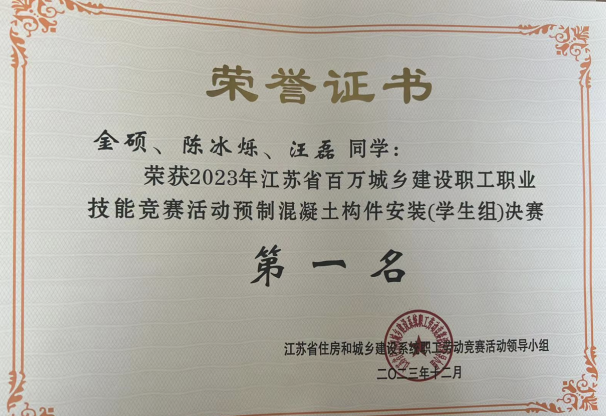 荣誉证书
金硕、陈冰烁、汪磊 同学：
荣获2023年江苏省百万城乡建设职工职业
技能竞赛活动预制混凝土构件安装(学生组)决赛
第一名
江苏省住房和城乡建设系统职工劳动竞赛活动领导小组
二〇二三年十二月